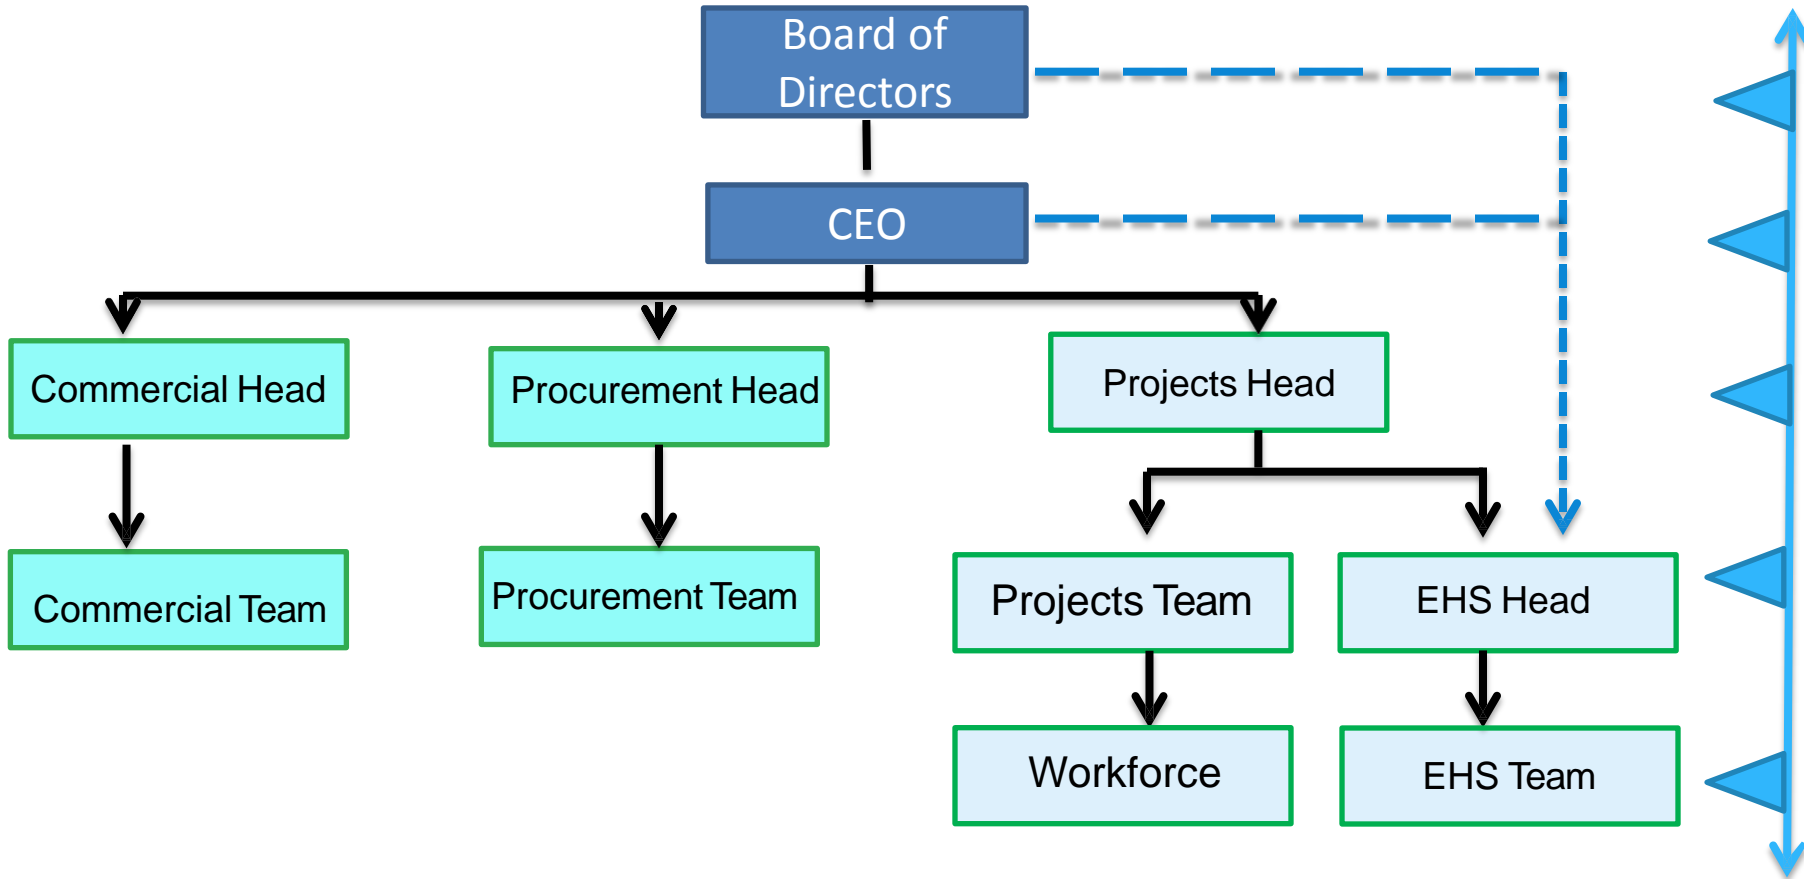 Board of
Directors
CEO
Commercial Head
Procurement Head
Projects Head
Commercial Team
Procurement Team
Projects Team
EHS Head
Workforce
EHS Team